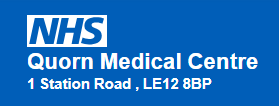 NHS
Quorn Medical Centre
1 Station Road , LE12 8BP